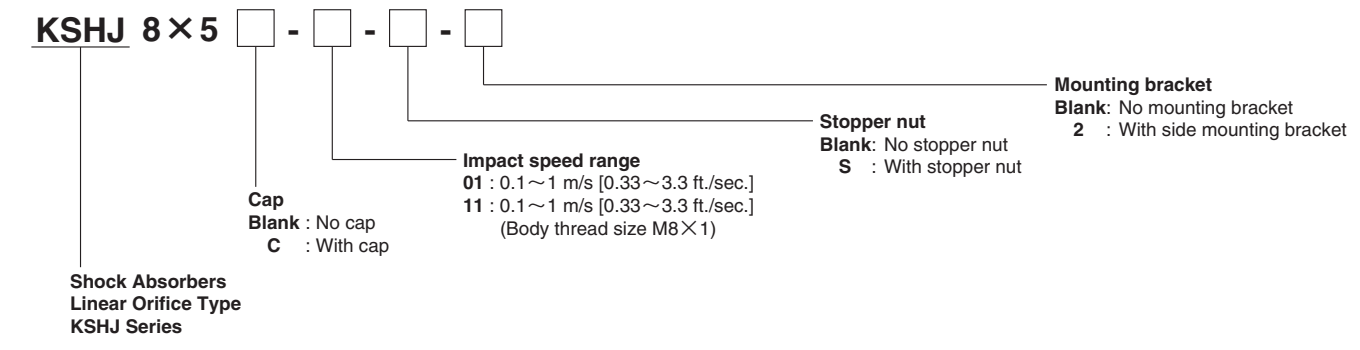 KSHJ 8×5 - - -
Mounting bracket
Blank: No mounting bracket
2 : With side mounting bracket
Stopper nut
Blank: No stopper nut
S : With stopper nut
Impact speed range
01 : 0.1～1 m/s [0.33～3.3 ft./sec.]
11 : 0.1～1 m/s [0.33～3.3 ft./sec.]
(Body thread size M8×1)
Cap
Blank : No cap
C : With cap
Shock Absorbers
Linear Orifice Type
KSHJ Series